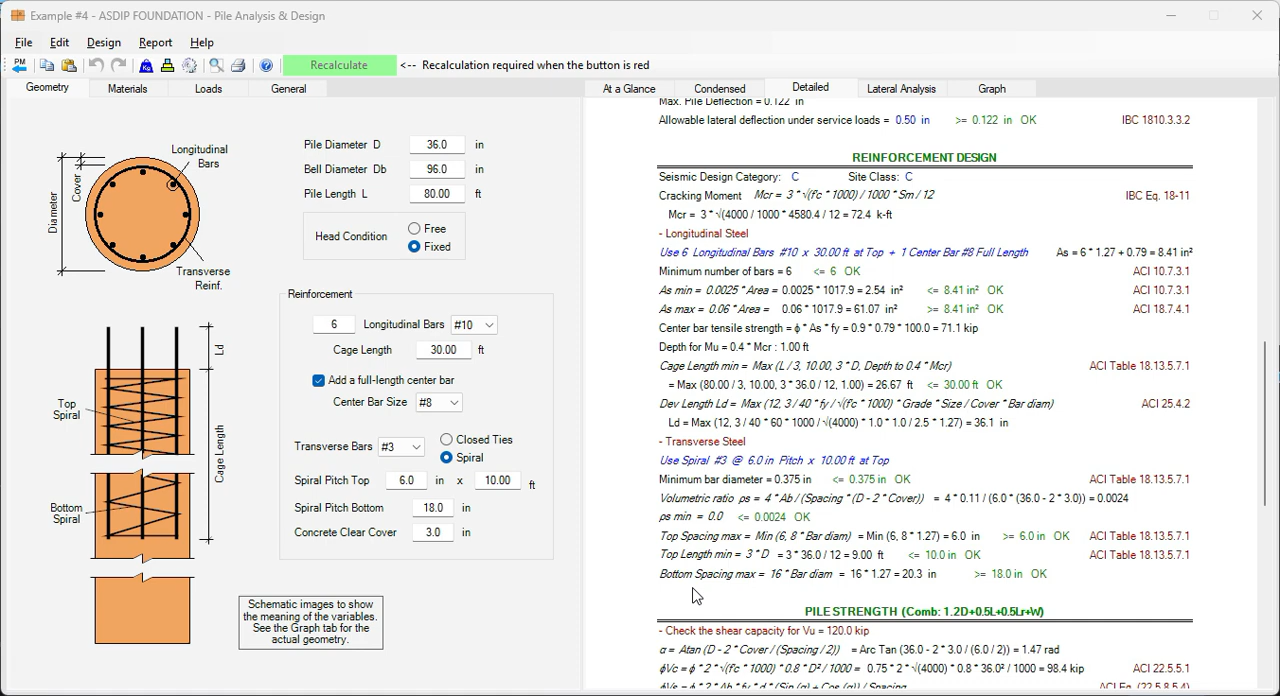 Example #4 - ASDIP FOUNDATION - Pile Analysis & Design
File Edit Design Report Help
PM Kg Recalculate <-- Recalculation required when the button is red
Geometry Materials Loads General
Longitudinal
Bars
Cover
Diameter
Transverse
Reinf.
Ld
Top
Spiral
Cage Length
Bottom
Spiral
Pile Diameter D 36.0 in
Bell Diameter Db 96.0 in
Pile Length L 80.00 ft
Head Condition Free
Fixed
Reinforcement
6 Longitudinal Bars #10
Cage Length 30.00 ft
Add a full-length center bar
Center Bar Size #8
Transverse Bars #3 Closed Ties
Spiral
Spiral Pitch Top 6.0 in x 10.00 ft
Spiral Pitch Bottom 18.0 in
Concrete Clear Cover 3.0 in
Schematic images to show
the meaning of the variables.
See the Graph tab for the
actual geometry.
At a Glance Condensed Detailed Lateral Analysis Graph
Max. Pile Deflection = 0.122 in
Allowable lateral deflection under service loads = 0.50 in >= 0.122 in OK IBC 1810.3.3.2
REINFORCEMENT DESIGN
Seismic Design Category: C Site Class: C
Cracking Moment Mcr = 3 * √(f'c * 1000) / 1000 * Sm / 12 IBC Eq. 18-11
Mcr = 3 * √(4000 / 1000 * 4580.4 / 12 = 72.4 k-ft
- Longitudinal Steel
Use 6 Longitudinal Bars #10 x 30.00 ft at Top + 1 Center Bar #8 Full Length As = 6 * 1.27 + 0.79 = 8.41 in²
Minimum number of bars = 6 <= 6 OK ACI 10.7.3.1
As min = 0.0025 * Area = 0.0025 * 1017.9 = 2.54 in² <= 8.41 in² OK ACI 10.7.3.1
As max = 0.06 * Area = 0.06 * 1017.9 = 61.07 in² >= 8.41 in² OK ACI 18.7.4.1
Center bar tensile strength = ϕ * As * fy = 0.9 * 0.79 * 100.0 = 71.1 kip
Depth for Mu = 0.4 * Mcr : 1.00 ft
Cage Length min = Max (L / 3, 10.00, 3 * D, Depth to 0.4 * Mcr) ACI Table 18.13.5.7.1
= Max (80.00 / 3, 10.00, 3 * 36.0 / 12, 1.00) = 26.67 ft <= 30.00 ft OK
Dev Length Ld = Max (12, 3 / 40 * fy / √(f'c * 1000) * Grade * Size / Cover * Bar diam) ACI 25.4.2
Ld = Max (12, 3 / 40 * 60 * 1000 / √(4000) * 1.0 * 1.0 / 2.5 * 1.27) = 36.1 in
- Transverse Steel
Use Spiral #3 @ 6.0 in Pitch x 10.00 ft at Top
Minimum bar diameter = 0.375 in <= 0.375 in OK ACI Table 18.13.5.7.1
Volumetric ratio ρs = 4 * Ab / (Spacing * (D - 2 * Cover)) = 4 * 0.11 / (6.0 * (36.0 - 2 * 3.0)) = 0.0024
ρs min = 0.0 <= 0.0024 OK
Top Spacing max = Min (6, 8 * Bar diam) = Min (6, 8 * 1.27) = 6.0 in >= 6.0 in OK ACI Table 18.13.5.7.1
Top Length min = 3 * D = 3 * 36.0 / 12 = 9.00 ft <= 10.0 in OK ACI Table 18.13.5.7.1
Bottom Spacing max = 16 * Bar diam = 16 * 1.27 = 20.3 in >= 18.0 in OK
PILE STRENGTH (Comb: 1.2D+0.5L+0.5Lr+W)
- Check the shear capacity for Vu = 120.0 kip
α = Atan (D - 2 * Cover / (Spacing / 2)) = Arc Tan (36.0 - 2 * 3.0 / (6.0 / 2)) = 1.47 rad
ϕVc = ϕ * 2 * √(f'c * 1000) * 0.8 * D² / 1000 = 0.75 * 2 * √(4000) * 0.8 * 36.0² / 1000 = 98.4 kip ACI 22.5.5.1
ϕVs = ϕ * 2 * Ab * fy * d * (Sin (α) + Cos (α)) / Spacing ACI Eq. (22.5.8.5.4)